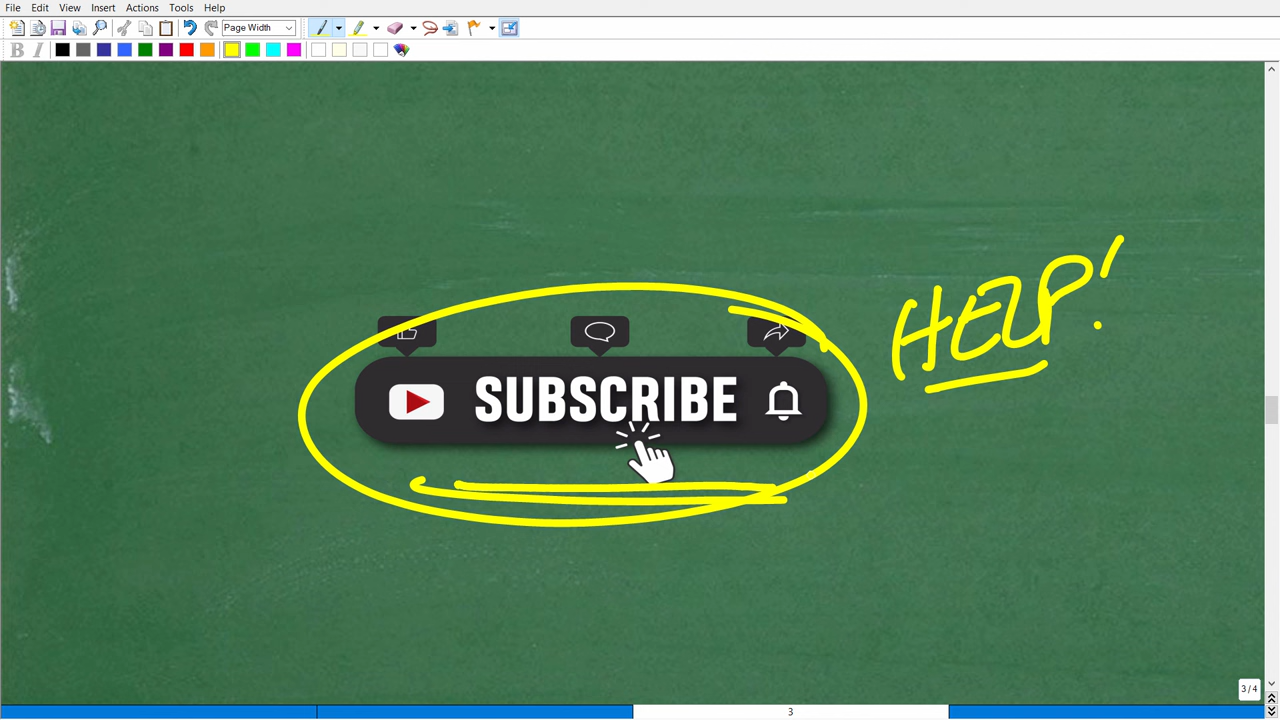 File Edit View Insert Actions Tools Help
Page Width
B I
HELP!
SUBSCRIBE
3 / 4
3